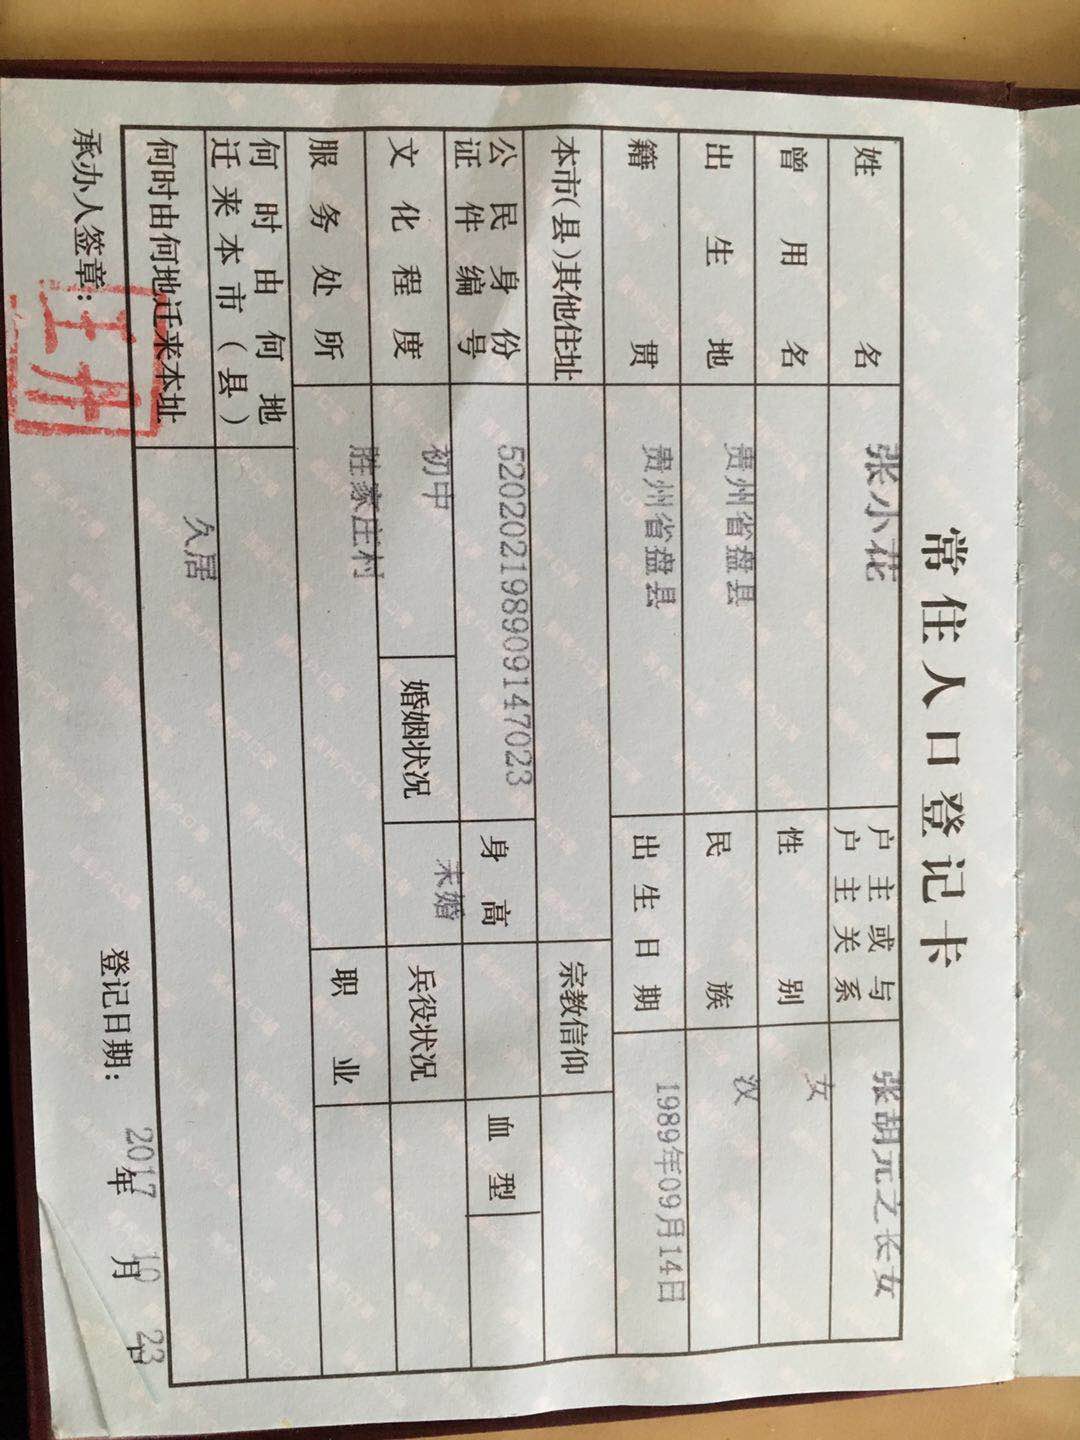 常住人口登记卡
姓名 张小花 户主或与户主关系 张胡元之长女
曾用名 性别 女
出生地 贵州省盘县 民族 汉
籍贯 贵州省盘县 出生日期 1989年09月14日
本市(县)其他住址 宗教信仰
公民身份证件编号 520202198909147023 身高 血型
文化程度 初中 婚姻状况 未婚 兵役状况
服务处所 胜家庄村 职业
何时由何地迁来本市(县)
何时由何地迁来本址 久居
承办人签章: 登记日期: 2017年10月23日